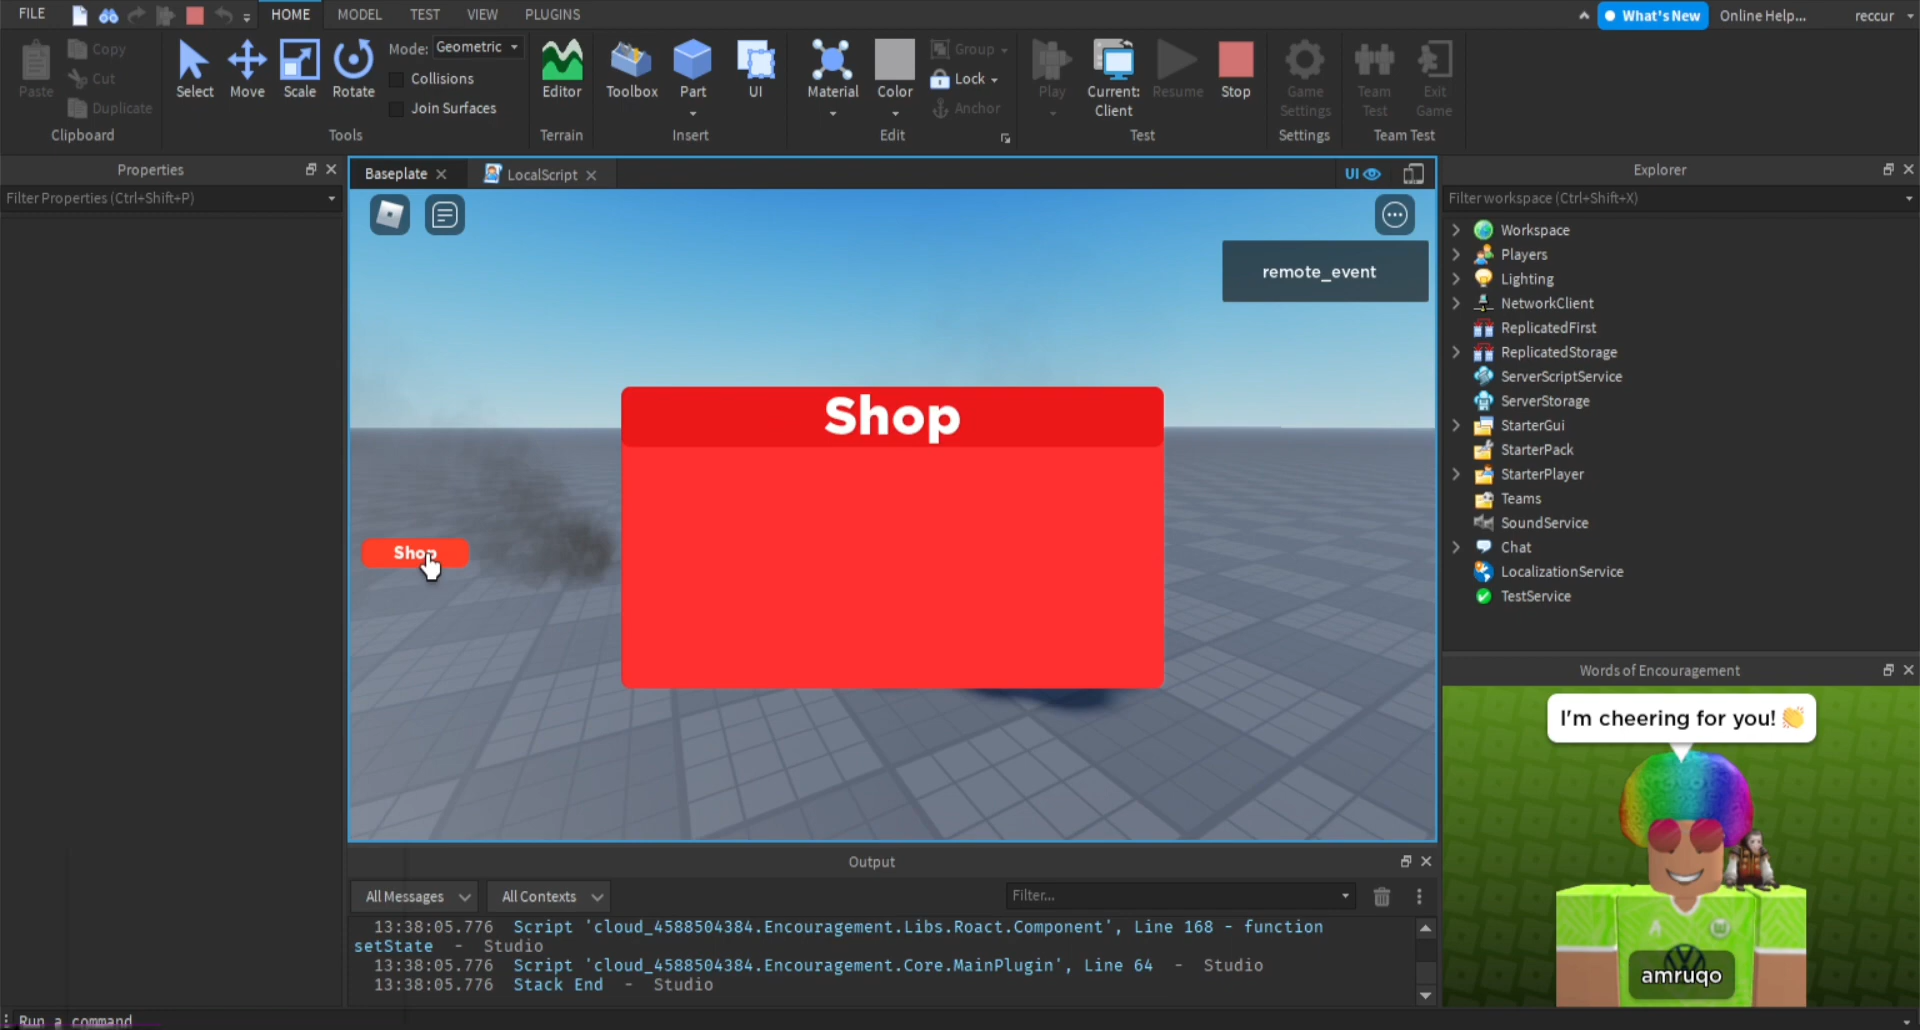 FILE
HOME
MODEL
TEST
VIEW
PLUGINS
What's New
Online Help...
reccur
Paste
Copy
Cut
Duplicate
Clipboard
Select
Move
Scale
Rotate
Mode: Geometric
Collisions
Join Surfaces
Tools
Editor
Terrain
Toolbox
Part
UI
Insert
Material
Color
Group
Lock
Anchor
Edit
Play
Current:
Client
Resume
Stop
Test
Game
Settings
Settings
Team
Test
Exit
Game
Team Test
Properties
Filter Properties (Ctrl+Shift+P)
Baseplate
LocalScript
UI
remote_event
Shop
Shop
Explorer
Filter workspace (Ctrl+Shift+X)
Workspace
Players
Lighting
NetworkClient
ReplicatedFirst
ReplicatedStorage
ServerScriptService
ServerStorage
StarterGui
StarterPack
StarterPlayer
Teams
SoundService
Chat
LocalizationService
TestService
Words of Encouragement
I'm cheering for you! 👏
amruqo
Output
All Messages
All Contexts
Filter...
13:38:05.776 Script 'cloud_4588504384.Encouragement.Libs.Roact.Component', Line 168 - function
setState - Studio
13:38:05.776 Script 'cloud_4588504384.Encouragement.Core.MainPlugin', Line 64 - Studio
13:38:05.776 Stack End - Studio
Run a command